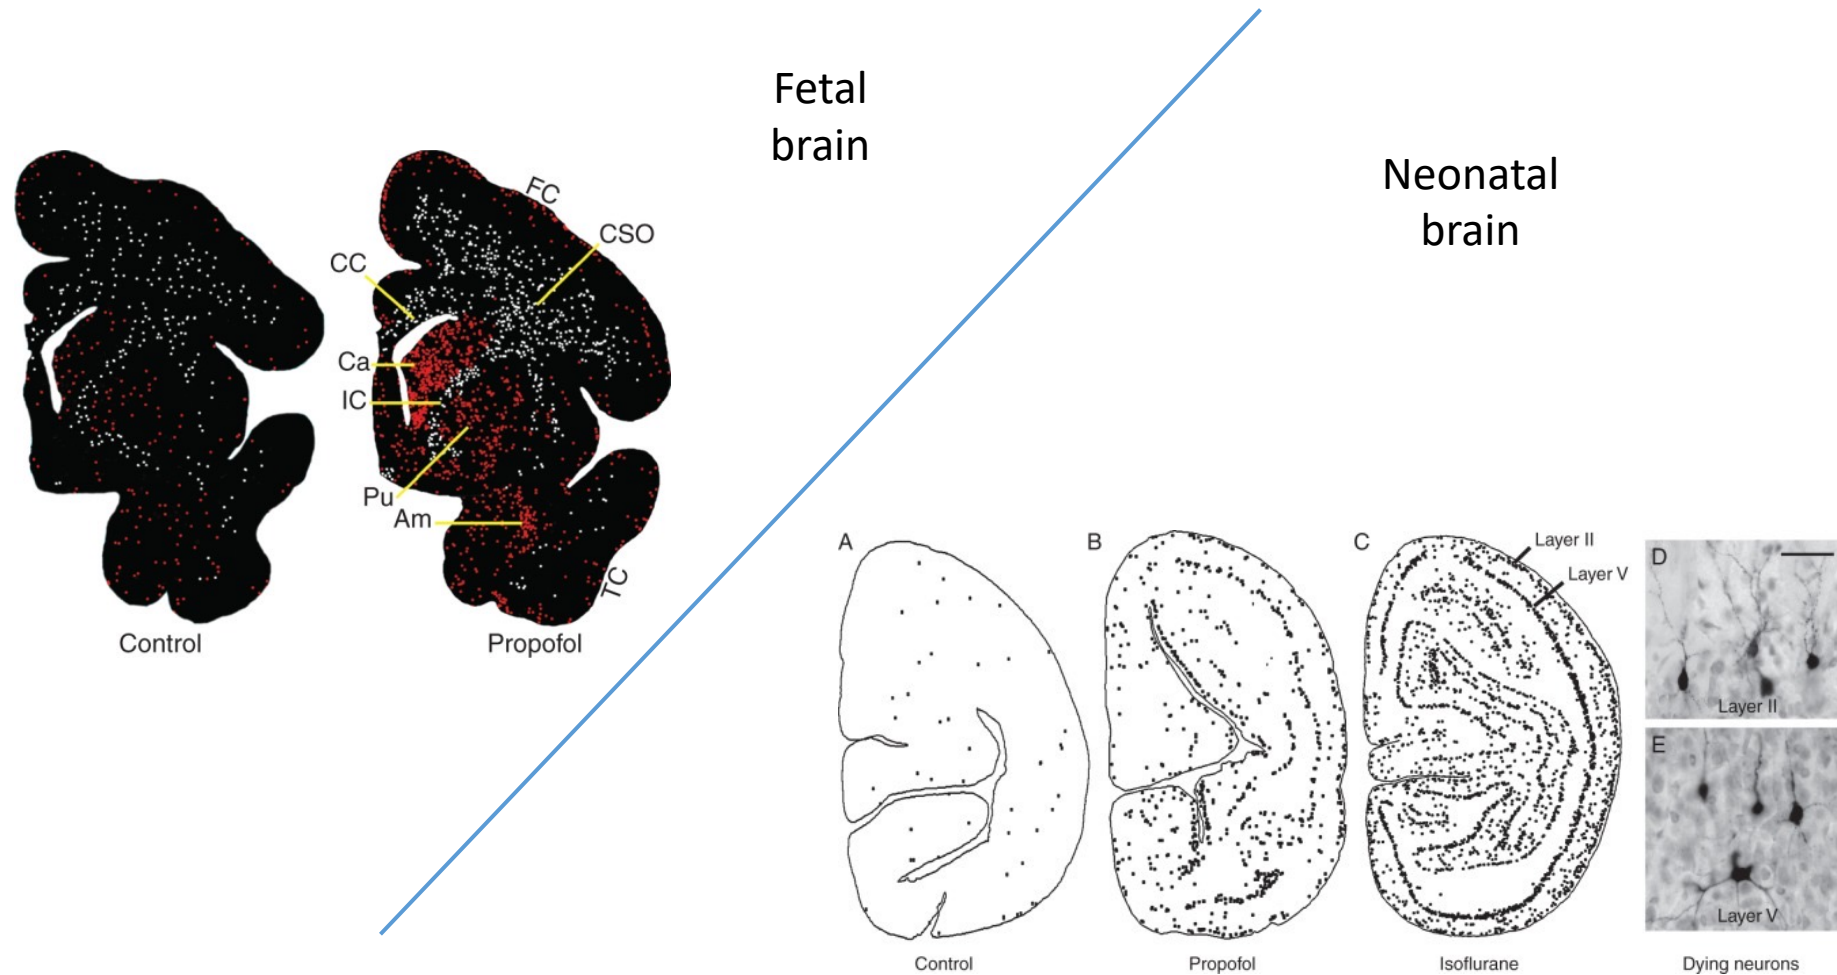 Fetal
brain
Neonatal
brain
FC
CSO
CC
Ca
IC
Pu
Am
TC
Control
Propofol
A
B
C
Layer II
Layer V
D
Layer II
E
Layer V
Control
Propofol
Isoflurane
Dying neurons